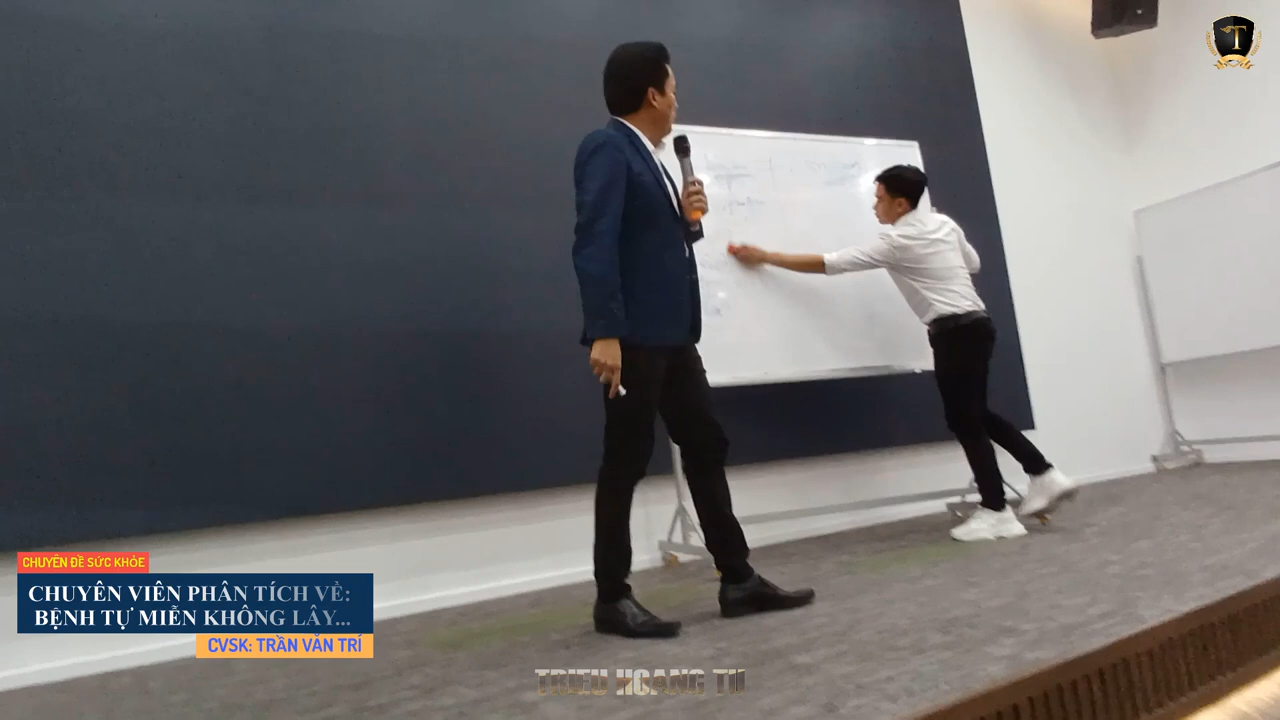 T
CHUYÊN ĐỀ SỨC KHỎE
CHUYÊN VIÊN PHÂN TÍCH VỀ:
BỆNH TỰ MIỄN KHÔNG LÂY...
CVSK: TRẦN VĂN TRÍ
TRIEU HOANG TU